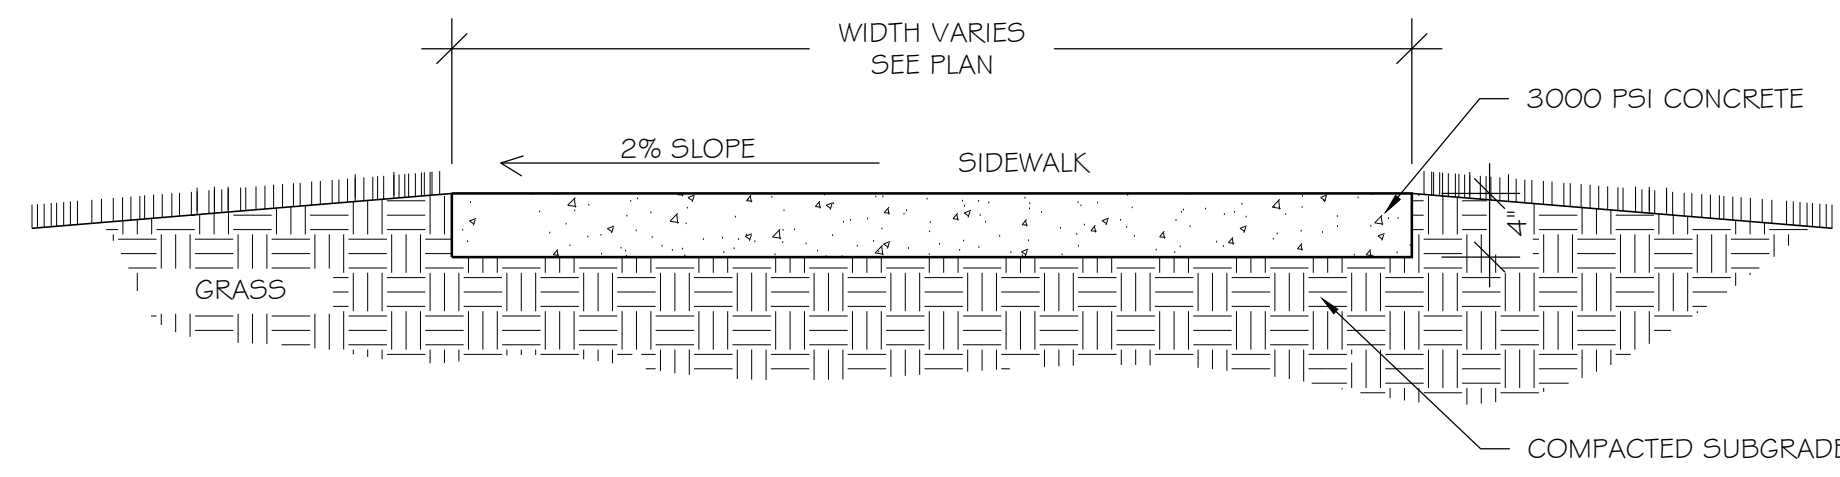 WIDTH VARIES
SEE PLAN
3000 PSI CONCRETE
2% SLOPE
SIDEWALK
4"
GRASS
COMPACTED SUBGRADE